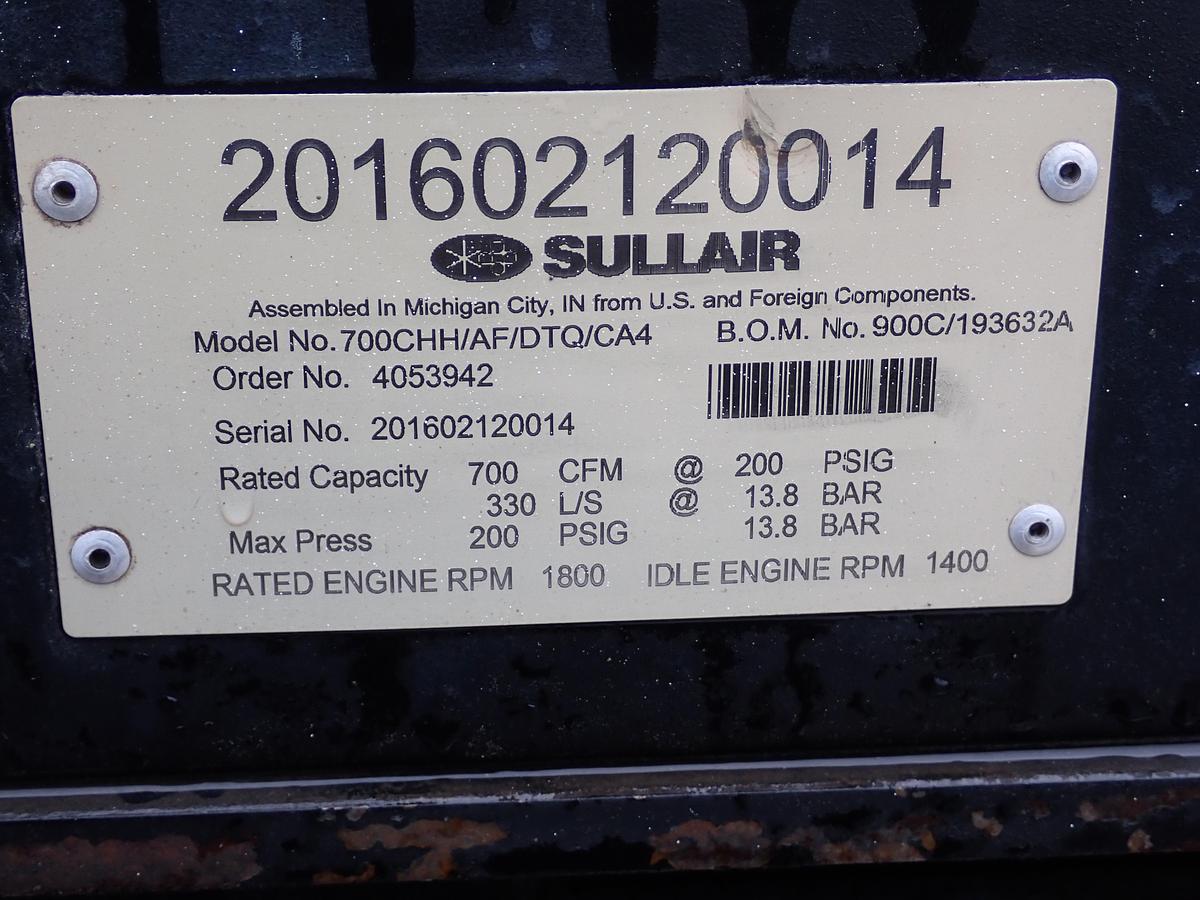 201602120014
SULLAIR
Assembled In Michigan City, IN from U.S. and Foreign Components.
Model No. 700CHH/AF/DTQ/CA4 B.O.M. No. 900C/193632A
Order No. 4053942
Serial No. 201602120014
Rated Capacity 700 CFM @ 200 PSIG
330 L/S @ 13.8 BAR
Max Press 200 PSIG 13.8 BAR
RATED ENGINE RPM 1800 IDLE ENGINE RPM 1400